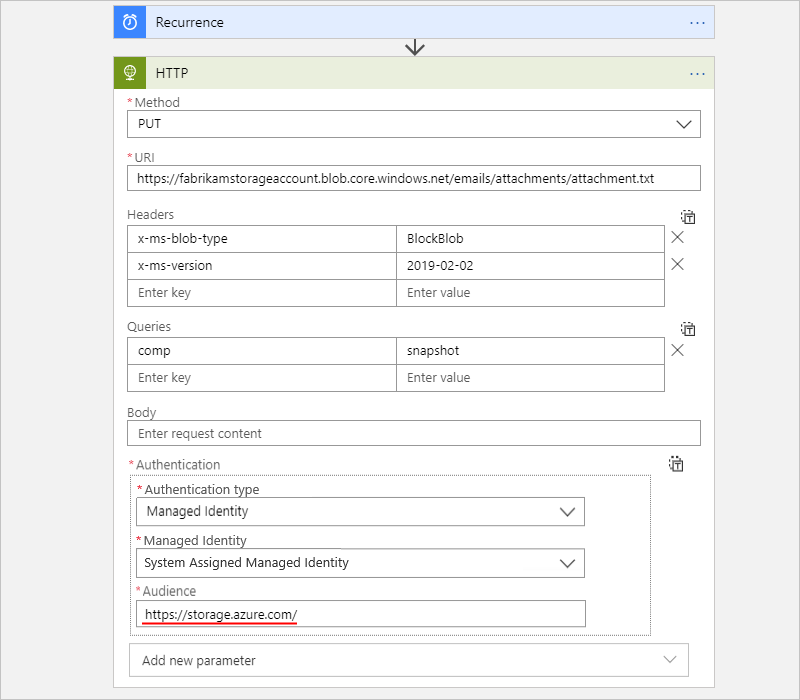 Recurrence
HTTP
* Method
PUT
* URI
https://fabrikamstorageaccount.blob.core.windows.net/emails/attachments/attachment.txt
Headers
x-ms-blob-type BlockBlob
x-ms-version 2019-02-02
Enter key Enter value
Queries
comp snapshot
Enter key Enter value
Body
Enter request content
* Authentication
* Authentication type
Managed Identity
* Managed Identity
System Assigned Managed Identity
* Audience
https://storage.azure.com/
Add new parameter